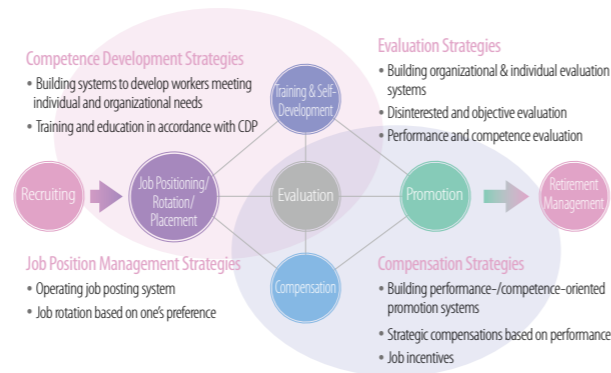 Competence Development Strategies
• Building systems to develop workers meeting
individual and organizational needs
• Training and education in accordance with CDP
Evaluation Strategies
• Building organizational & individual evaluation
systems
• Disinterested and objective evaluation
• Performance and competence evaluation
Training & Self-
Development
Recruiting
Job Positioning/
Rotation/
Placement
Evaluation
Promotion
Retirement
Management
Compensation
Job Position Management Strategies
• Operating job posting system
• Job rotation based on one's preference
Compensation Strategies
• Building performance-/competence-oriented
promotion systems
• Strategic compensations based on performance
• Job incentives